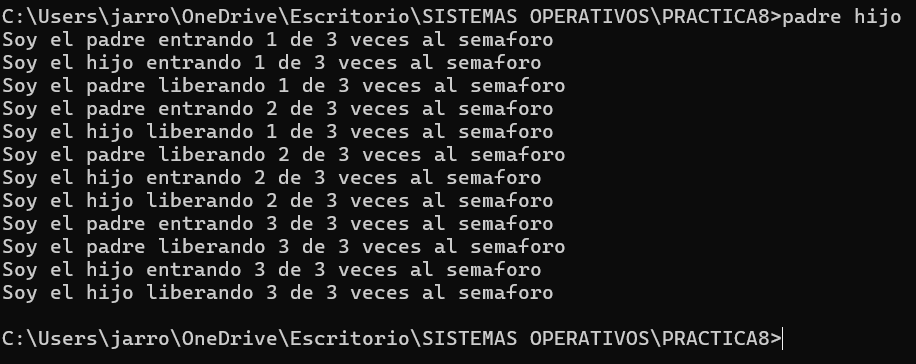 C:\Users\jarro\OneDrive\Escritorio\SISTEMAS OPERATIVOS\PRACTICA8>padre hijo
Soy el padre entrando 1 de 3 veces al semaforo
Soy el hijo entrando 1 de 3 veces al semaforo
Soy el padre liberando 1 de 3 veces al semaforo
Soy el padre entrando 2 de 3 veces al semaforo
Soy el hijo liberando 1 de 3 veces al semaforo
Soy el padre liberando 2 de 3 veces al semaforo
Soy el hijo entrando 2 de 3 veces al semaforo
Soy el hijo liberando 2 de 3 veces al semaforo
Soy el padre entrando 3 de 3 veces al semaforo
Soy el padre liberando 3 de 3 veces al semaforo
Soy el hijo entrando 3 de 3 veces al semaforo
Soy el hijo liberando 3 de 3 veces al semaforo
C:\Users\jarro\OneDrive\Escritorio\SISTEMAS OPERATIVOS\PRACTICA8>